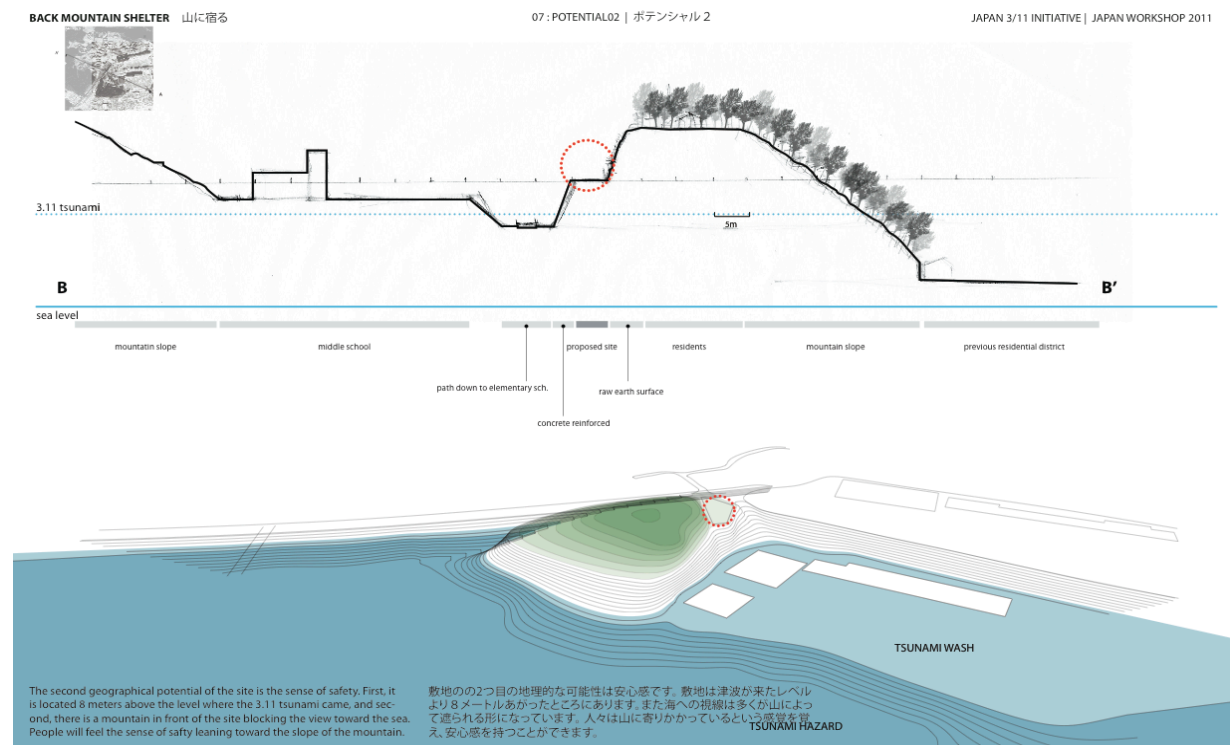 BACK MOUNTAIN SHELTER 山に宿る
07 : POTENTIAL02 | ポテンシャル 2
JAPAN 3/11 INITIATIVE | JAPAN WORKSHOP 2011
3.11 tsunami
5m
B
B'
sea level
mountatin slope
middle school
proposed site
residents
mountain slope
previous residential district
path down to elementary sch.
raw earth surface
concrete reinforced
TSUNAMI WASH
TSUNAMI HAZARD
The second geographical potential of the site is the sense of safety. First, it
is located 8 meters above the level where the 3.11 tsunami came, and sec-
ond, there is a mountain in front of the site blocking the view toward the sea.
People will feel the sense of safty leaning toward the slope of the mountain.
敷地のの2つ目の地理的な可能性は安心感です。敷地は津波が来たレベル
より8メートルあがったところにあります。また海への視線は多くが山によっ
て遮られる形になっています。人々は山に寄りかかっているという感覚を覚
え、安心感を持つことができます。